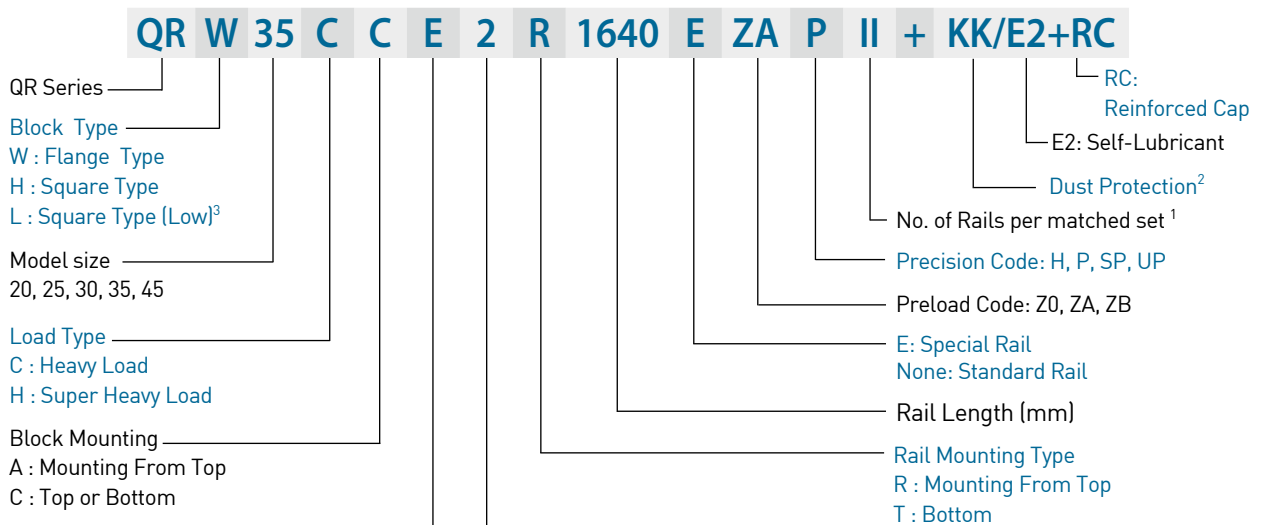 QR W 35 C C E 2 R 1640 E ZA P II + KK/E2+RC
QR Series
Block Type
W : Flange Type
H : Square Type
L : Square Type (Low)³
Model size
20, 25, 30, 35, 45
Load Type
C : Heavy Load
H : Super Heavy Load
Block Mounting
A : Mounting From Top
C : Top or Bottom
RC:
Reinforced Cap
E2: Self-Lubricant
Dust Protection²
No. of Rails per matched set ¹
Precision Code: H, P, SP, UP
Preload Code: Z0, ZA, ZB
E: Special Rail
None: Standard Rail
Rail Length (mm)
Rail Mounting Type
R : Mounting From Top
T : Bottom